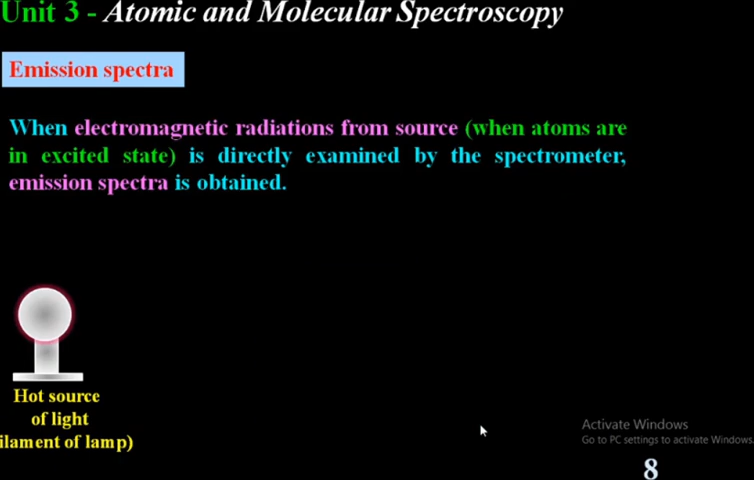 Unit 3 - Atomic and Molecular Spectroscopy
Emission spectra
When electromagnetic radiations from source (when atoms are
in excited state) is directly examined by the spectrometer,
emission spectra is obtained.
Hot source
of light
ilament of lamp)
Activate Windows
Go to PC settings to activate Windows.
8